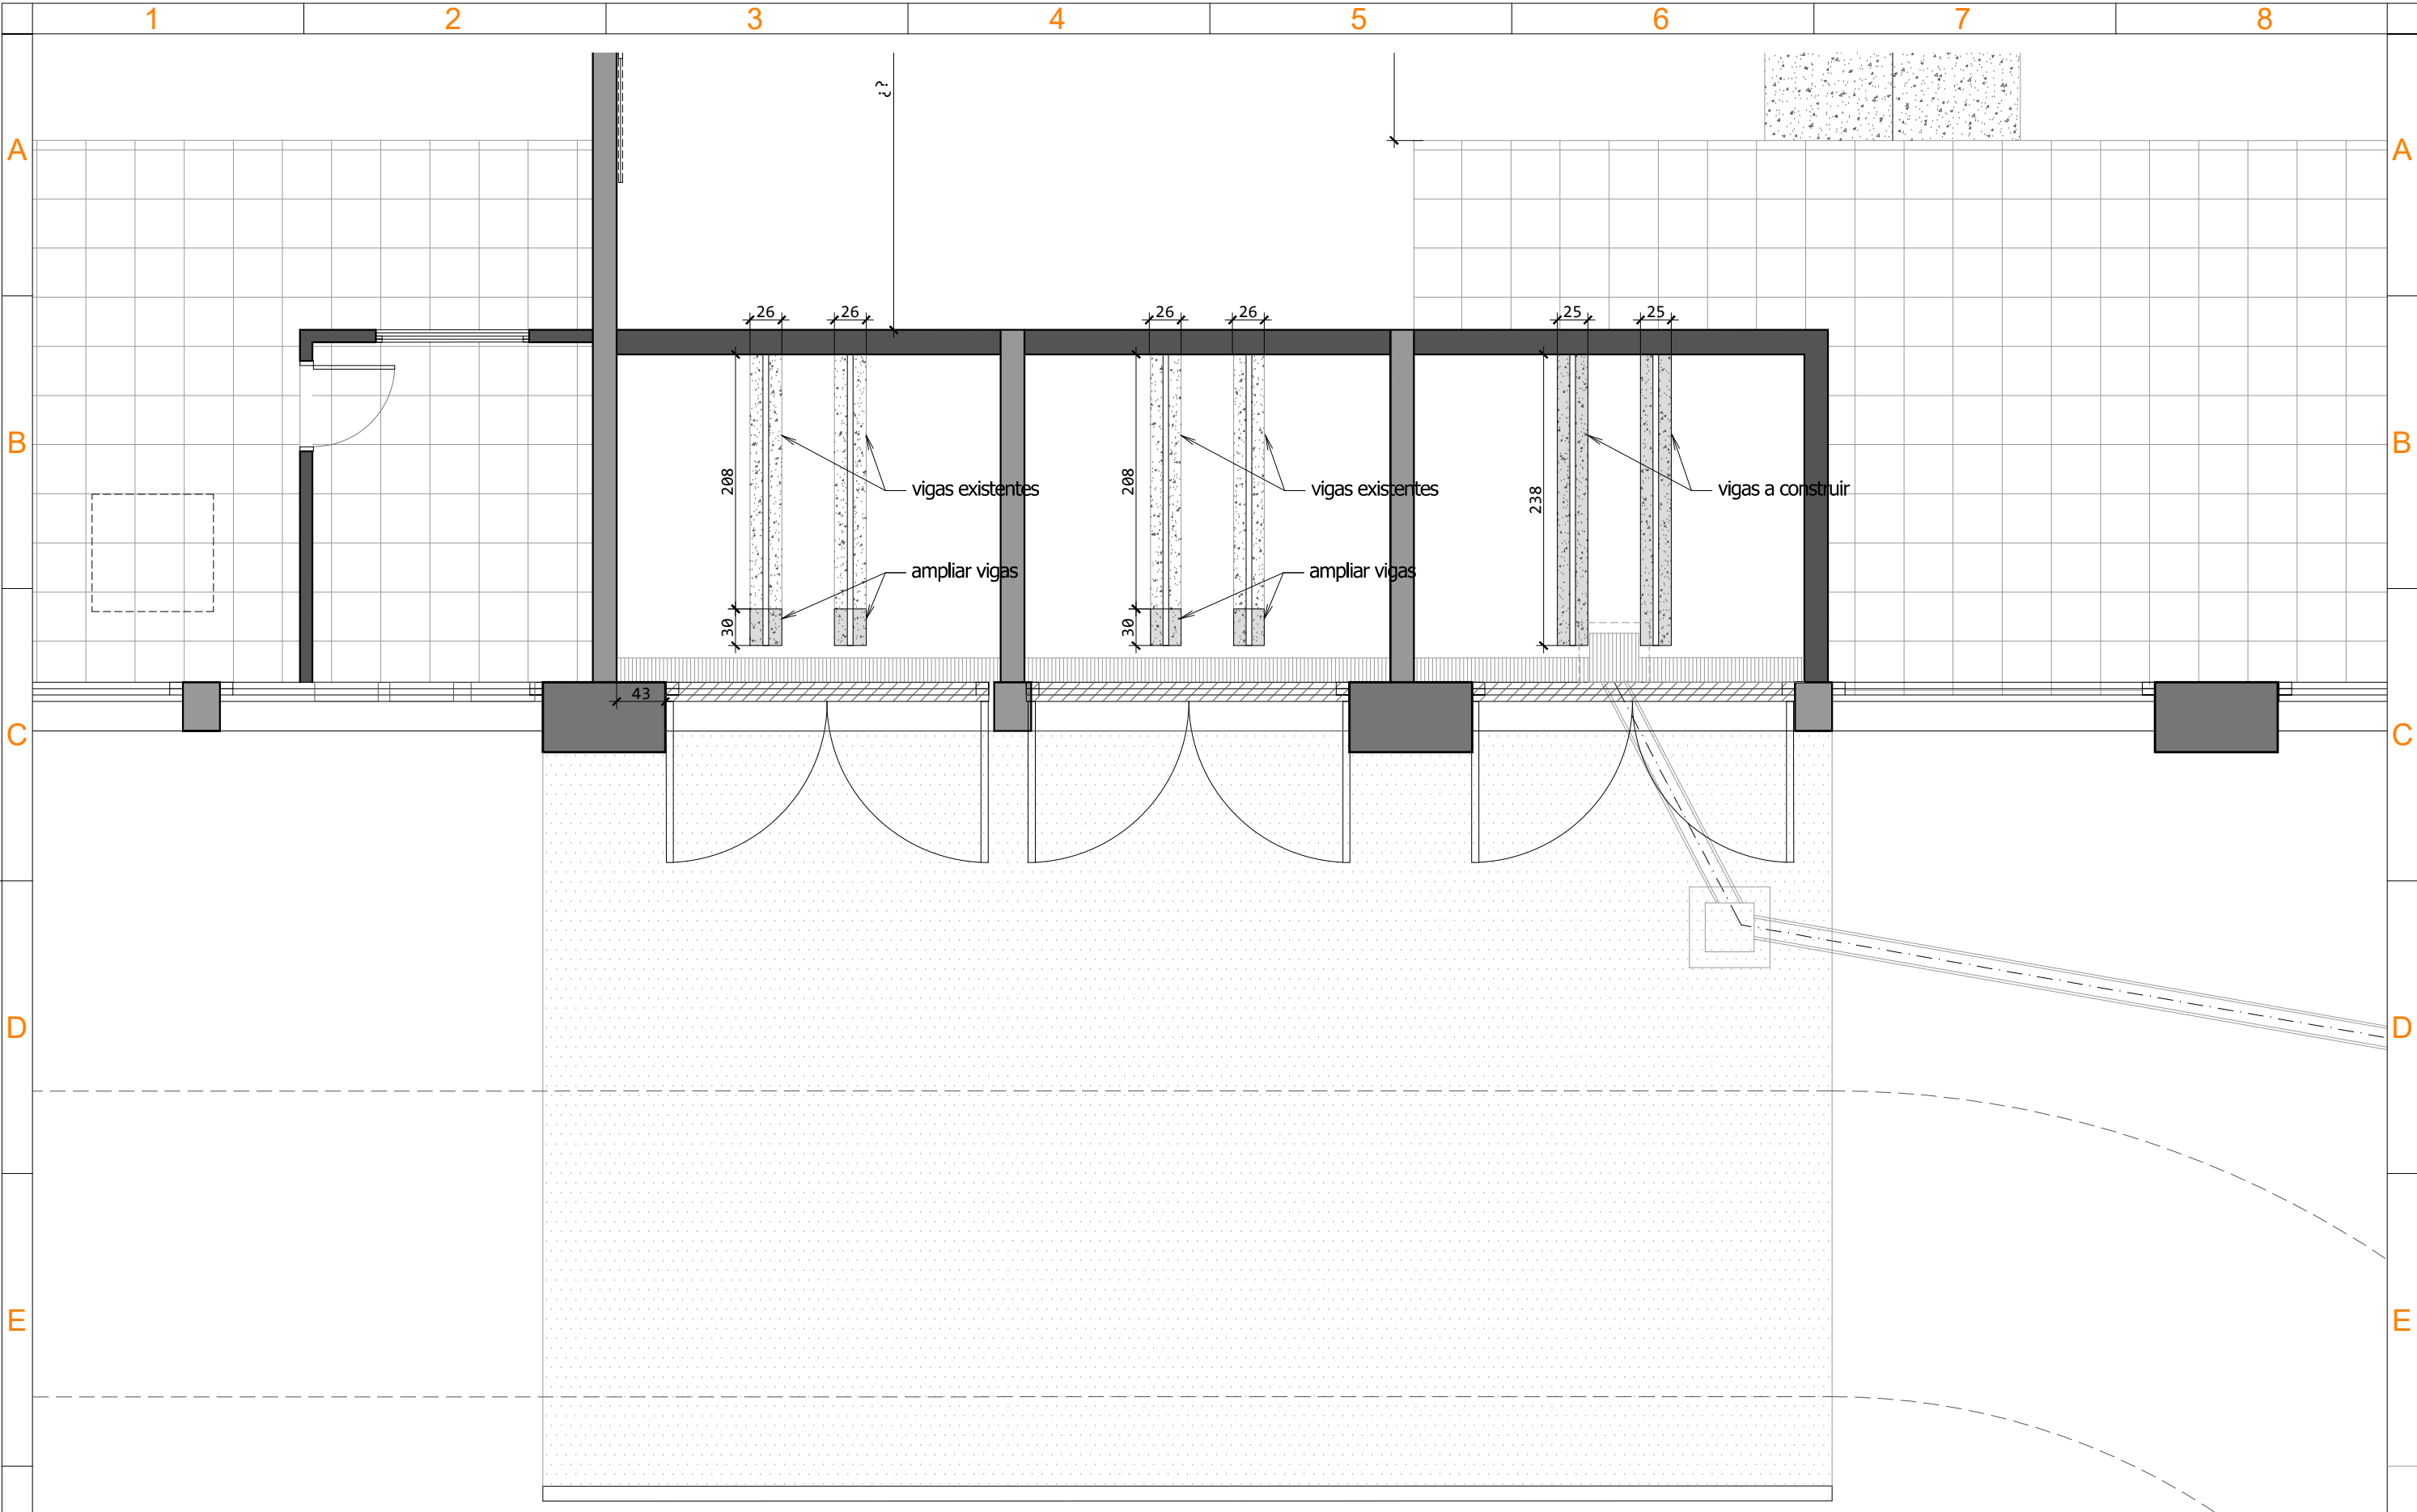 1 2 3 4 5 6 7 8
¿?
A A
26 26 26 26 25 25
B B
208 vigas existentes 208 vigas existentes 238 vigas a construir
ampliar vigas ampliar vigas
30 30
43
C C
D D
E E